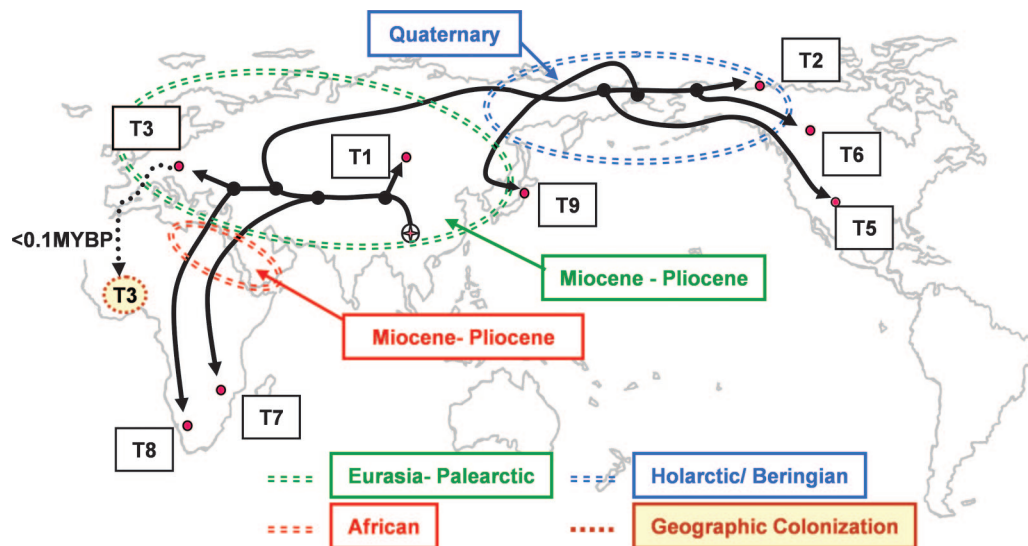 Quaternary
T2
T3
T1
T6
T9
T5
<0.1MYBP
Miocene - Pliocene
T3
Miocene- Pliocene
T7
T8
Eurasia- Palearctic
Holarctic/ Beringian
African
Geographic Colonization